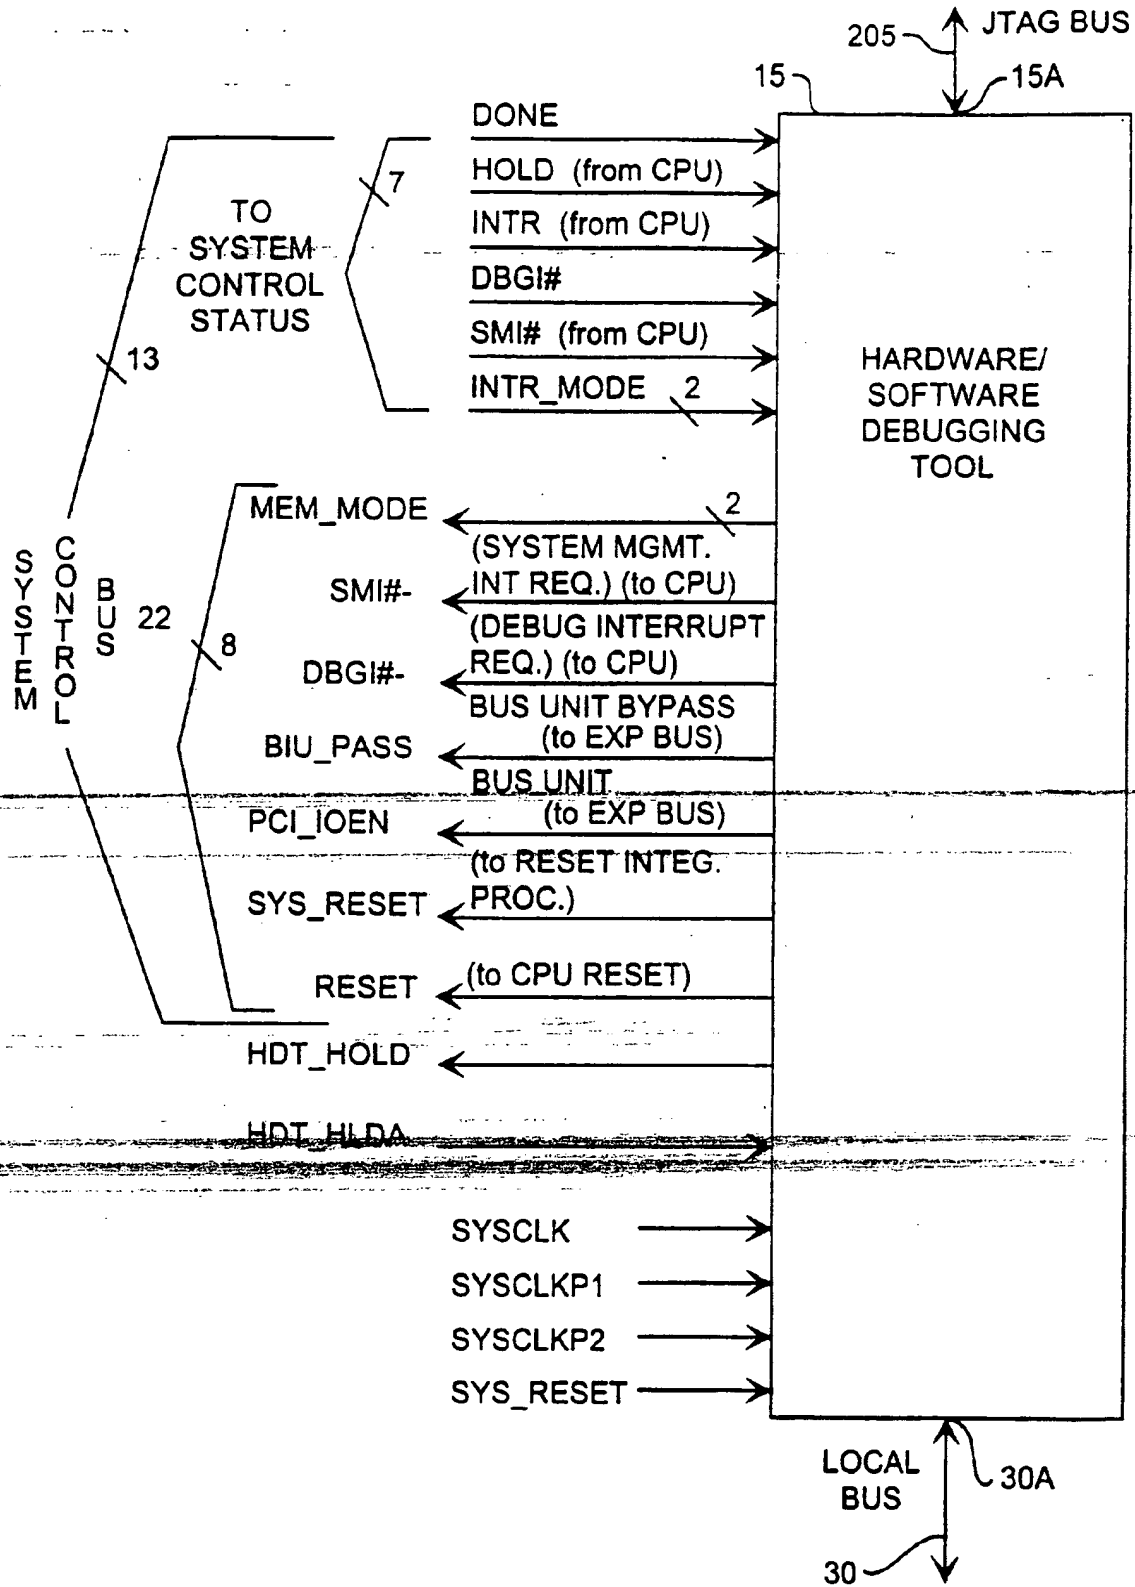 205
JTAG BUS
15
15A
DONE
HOLD (from CPU)
7
TO
SYSTEM
CONTROL
STATUS
INTR (from CPU)
DBGI#
SMI# (from CPU)
13
INTR_MODE
2
HARDWARE/
SOFTWARE
DEBUGGING
TOOL
MEM_MODE
2
(SYSTEM MGMT.
INT REQ.) (to CPU)
SMI#-
(DEBUG INTERRUPT
REQ.) (to CPU)
DBGI#-
SYSTEM
CONTROL
BUS
22
8
BUS UNIT BYPASS
(to EXP BUS)
BIU_PASS
BUS UNIT
(to EXP BUS)
PCI_IOEN
(to RESET INTEG.
PROC.)
SYS_RESET
(to CPU RESET)
RESET
HDT_HOLD
HDT_HLDA
SYSCLK
SYSCLKP1
SYSCLKP2
SYS_RESET
LOCAL
BUS
30A
30